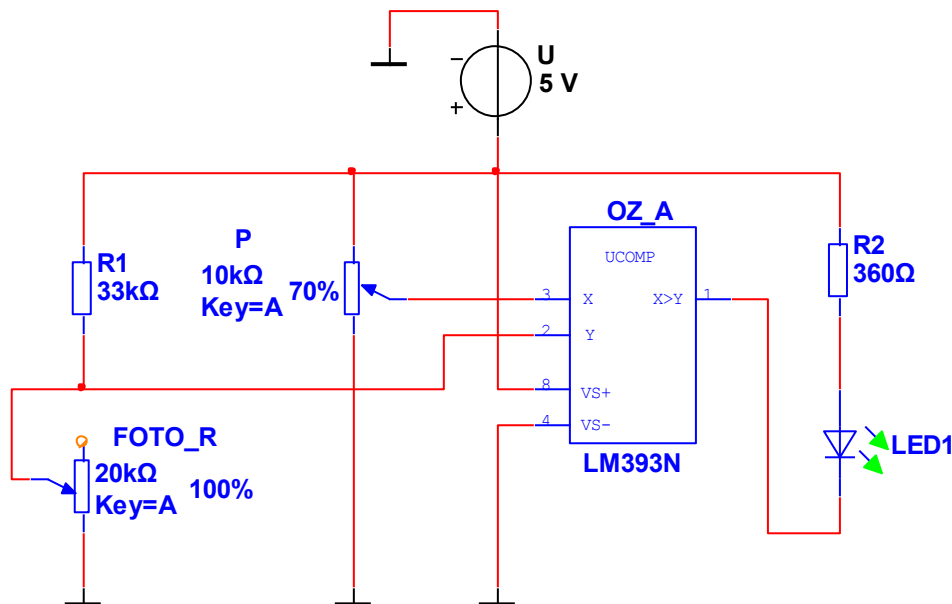 −
U
+
5 V
OZ_A
P
R1
10kΩ
33kΩ
Key=A
70%
UCOMP
R2
360Ω
3
X
X>Y
1
2
Y
8
VS+
4
VS-
LM393N
FOTO_R
20kΩ
Key=A
100%
LED1